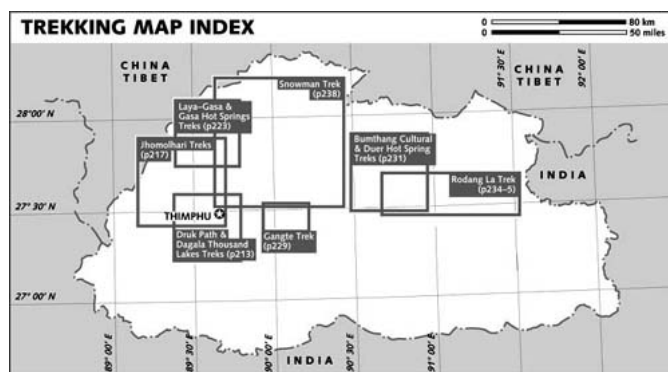 TREKKING MAP INDEX
0 80 km
0 50 miles
CHINA
TIBET
91° 30' E
92° 00' E
CHINA
TIBET
28° 00' N
Snowman Trek
(p238)
Laya–Gasa &
Gasa Hot Springs
Treks (p223)
Jhomolhari Treks
(p217)
Bumthang Cultural
& Duer Hot Spring
Treks (p231)
Rodang La Trek
(p234–5)
INDIA
27° 30' N
THIMPHU
Druk Path &
Dagala Thousand
Lakes Treks (p213)
Gangte Trek
(p229)
27° 00' N
89° 00' E
89° 30' E
90° 00' E
90° 30' E
91° 00' E
INDIA